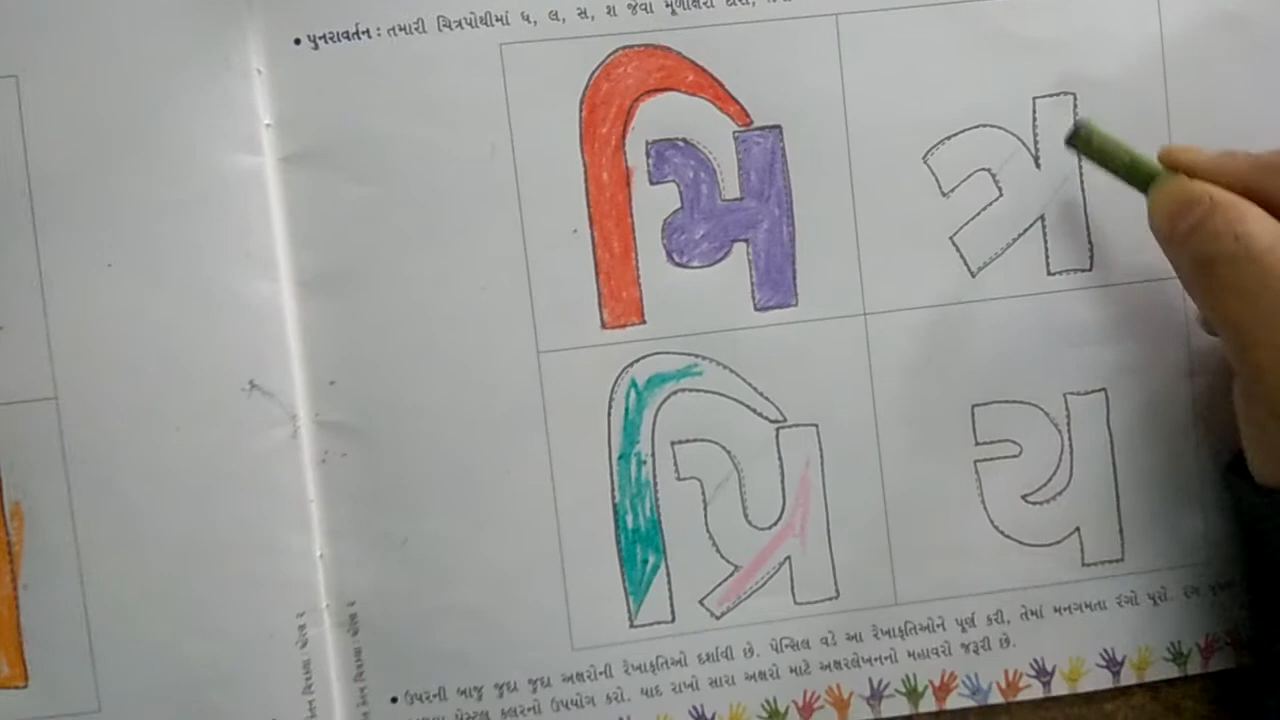 • પુનરાવર્તન : તમારી ચિત્રપોથીમાં ધ, લ, સ, શ જેવા મૂળાક્ષરો
મિ ત્ર
પ્રિ ય
• ઉપરની બાજુ જુદા જુદા અક્ષરોની રેખાકૃતિઓ દર્શાવી છે. પેન્સિલ વડે આ રેખાકૃતિઓને પૂર્ણ કરી, તેમાં મનગમતા રંગો પૂરો.
ક્લરનો ઉપયોગ કરો. યાદ રાખો સારા અક્ષરો માટે અક્ષરલેખનનો મહાવરો જરૂરી છે.